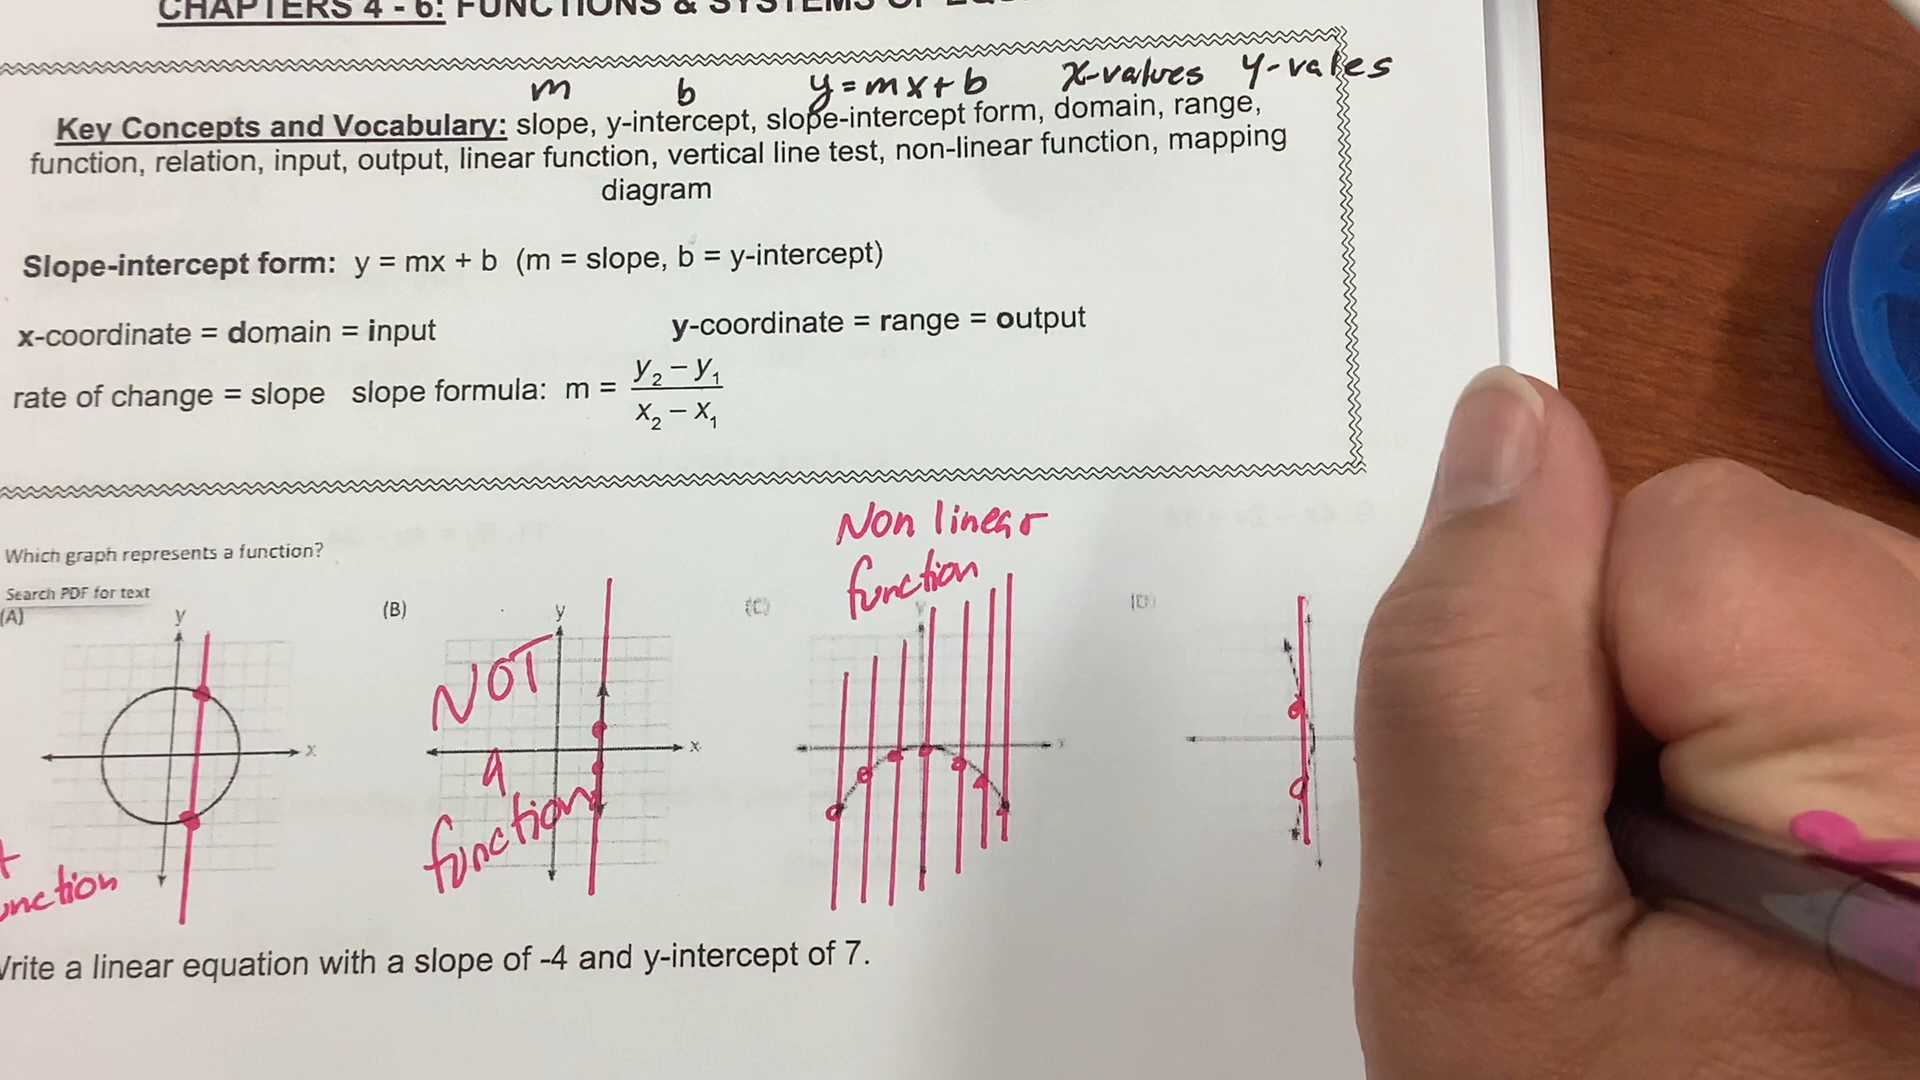 CHAPTERS 4 - 6: FUNCTIONS & SYSTEMS OF
m b y = mx + b x-values y-values
Key Concepts and Vocabulary: slope, y-intercept, slope-intercept form, domain, range,
function, relation, input, output, linear function, vertical line test, non-linear function, mapping
diagram
Slope-intercept form: y = mx + b (m = slope, b = y-intercept)
x-coordinate = domain = input y-coordinate = range = output
rate of change = slope slope formula: m = y₂ – y₁ / x₂ – x₁
Non linear
function
Which graph represents a function?
Search PDF for text
(A) y (B) y (C) y (D)
NOT
x x x
a
function
unction
Write a linear equation with a slope of -4 and y-intercept of 7.